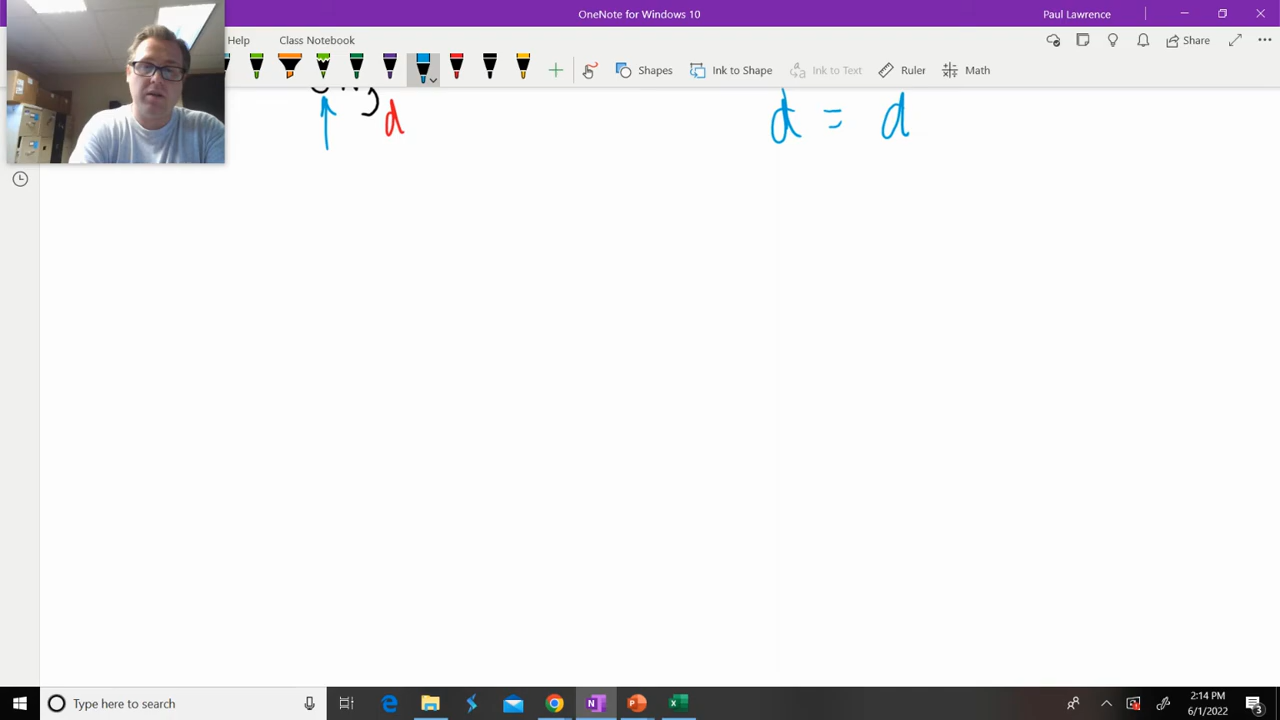 OneNote for Windows 10
Paul Lawrence
Help
Class Notebook
Shapes
Ink to Shape
Ink to Text
Ruler
Math
Share
d
d = d
Type here to search
2:14 PM
6/1/2022
3